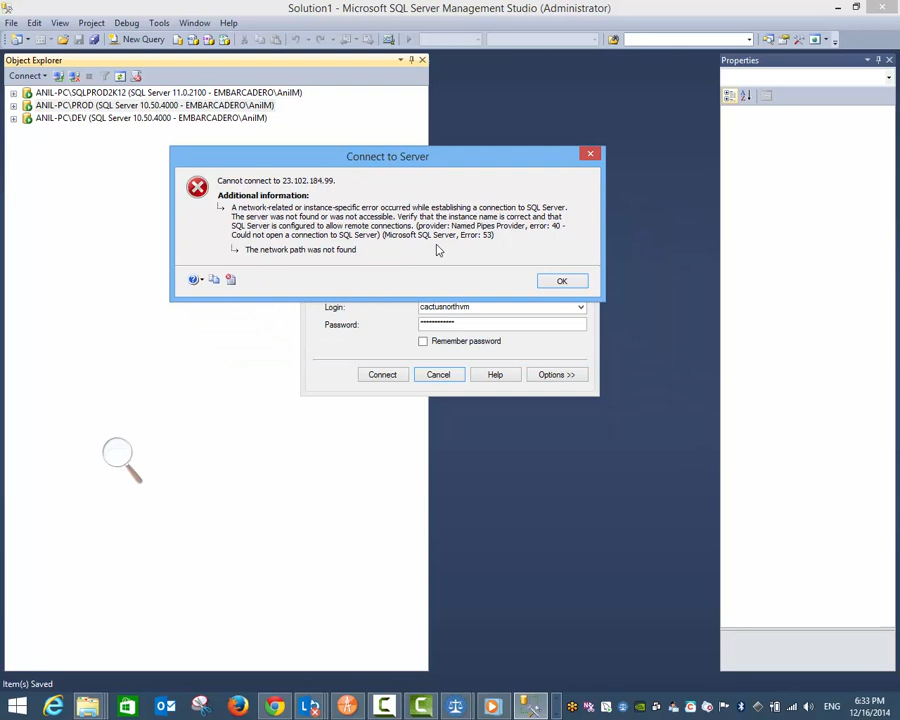 Solution1 - Microsoft SQL Server Management Studio (Administrator)
File Edit View Project Debug Tools Window Help
New Query
Object Explorer
Properties
Connect
ANIL-PC\SQLPROD2K12 (SQL Server 11.0.2100 - EMBARCADERO\AnilM)
ANIL-PC\PROD (SQL Server 10.50.4000 - EMBARCADERO\AnilM)
ANIL-PC\DEV (SQL Server 10.50.4000 - EMBARCADERO\AnilM)
Connect to Server
Cannot connect to 23.102.184.99.
Additional information:
A network-related or instance-specific error occurred while establishing a connection to SQL Server.
The server was not found or was not accessible. Verify that the instance name is correct and that
SQL Server is configured to allow remote connections. (provider: Named Pipes Provider, error: 40 -
Could not open a connection to SQL Server) (Microsoft SQL Server, Error: 53)
The network path was not found
OK
Login: cactusnorthvm
Password: ************
Remember password
Connect Cancel Help Options >>
Item(s) Saved
ENG
6:33 PM
12/16/2014